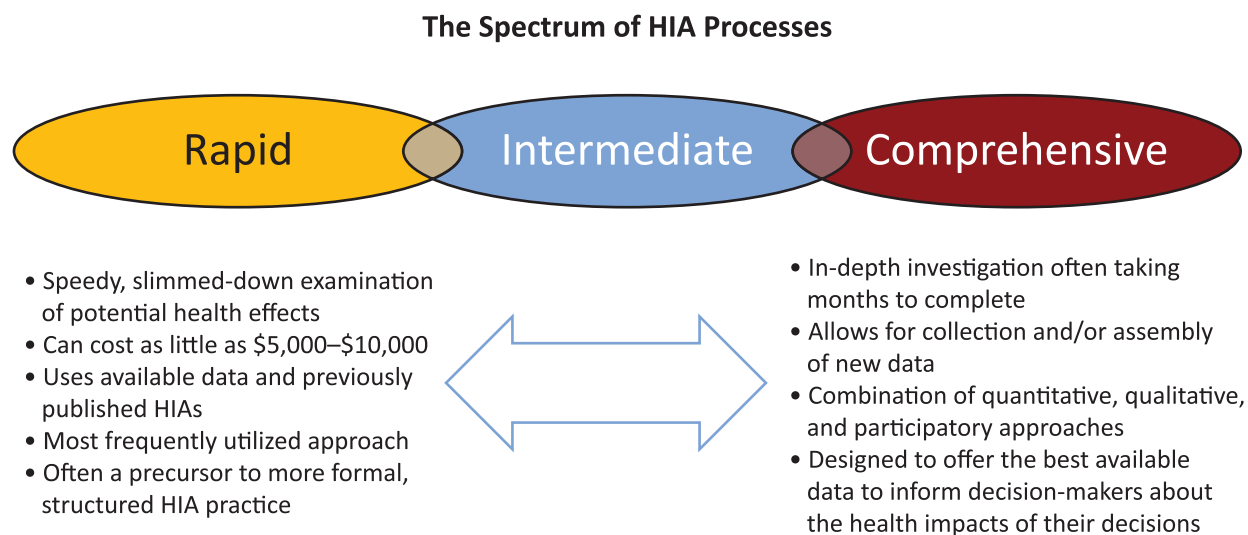 The Spectrum of HIA Processes
Rapid
Intermediate
Comprehensive
• Speedy, slimmed-down examination
of potential health effects
• Can cost as little as $5,000–$10,000
• Uses available data and previously
published HIAs
• Most frequently utilized approach
• Often a precursor to more formal,
structured HIA practice
• In-depth investigation often taking
months to complete
• Allows for collection and/or assembly
of new data
• Combination of quantitative, qualitative,
and participatory approaches
• Designed to offer the best available
data to inform decision-makers about
the health impacts of their decisions